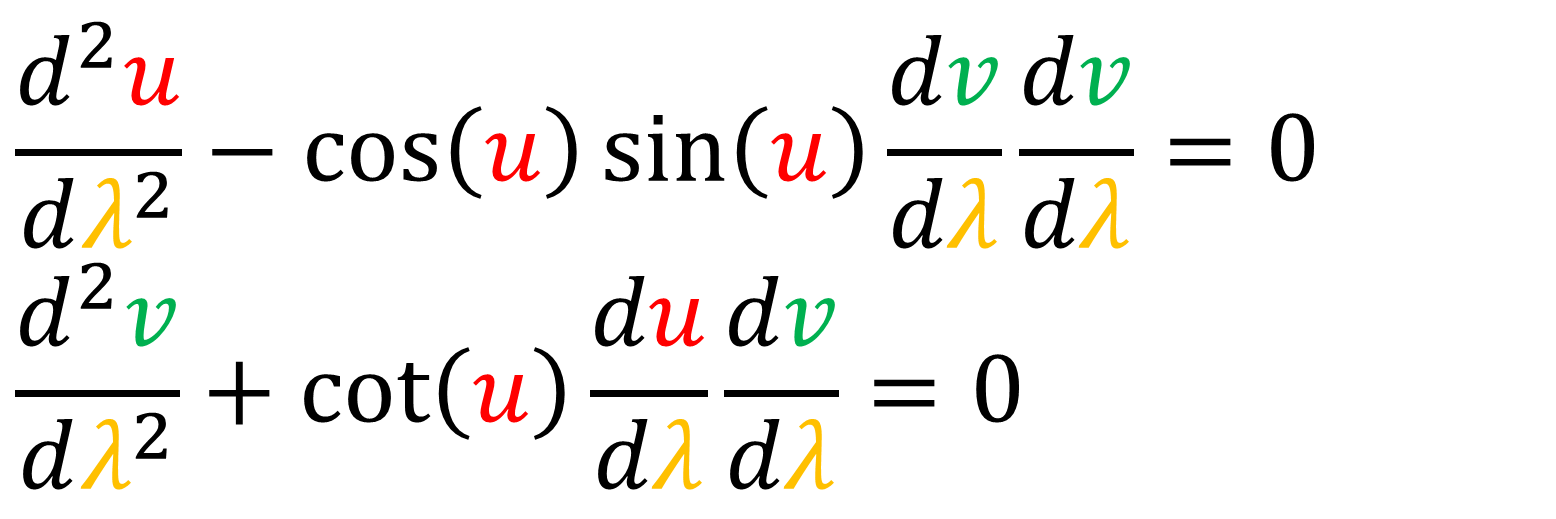 d²u/dλ² − cos(u) sin(u) dv/dλ dv/dλ = 0
d²v/dλ² + cot(u) du/dλ dv/dλ = 0